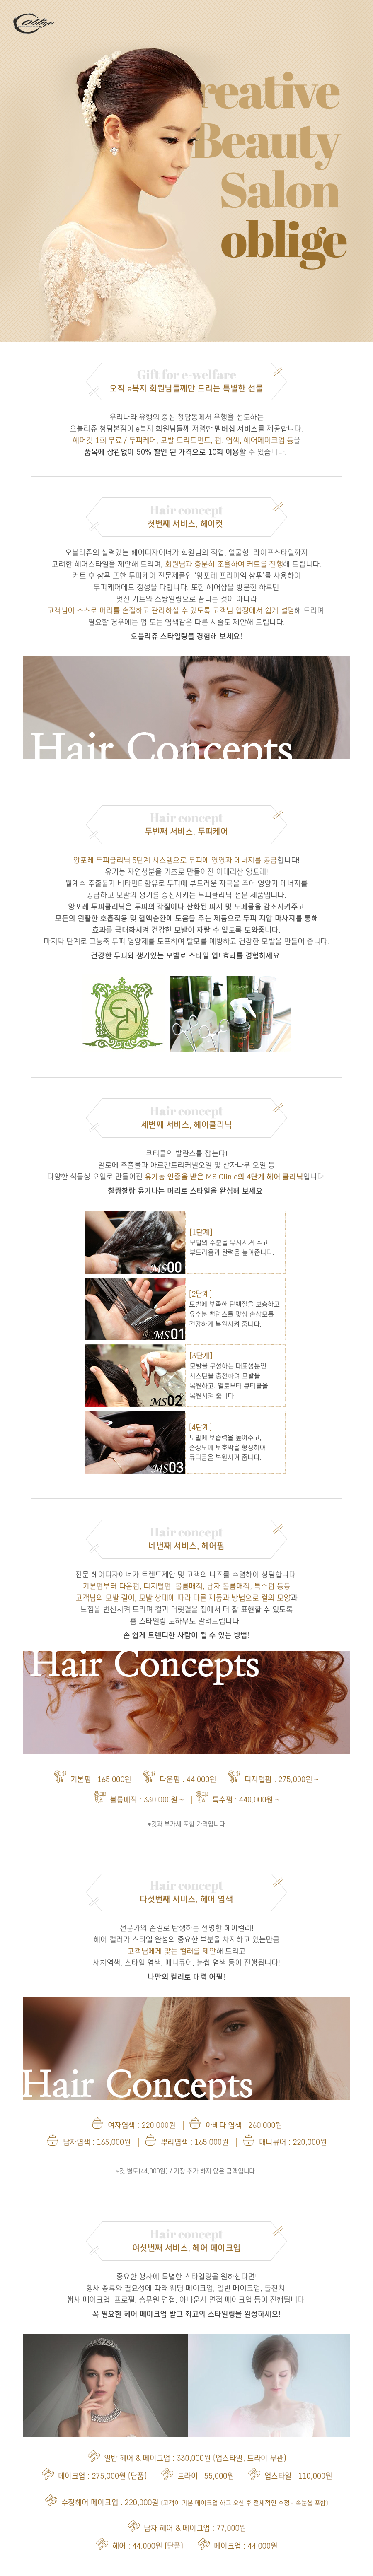 Oblige
Creative
Beauty
Salon
oblige
Gift for e-welfare
오직 e복지 회원님들께만 드리는 특별한 선물
우리나라 유행의 중심 청담동에서 유행을 선도하는
오블리쥬 청담본점이 e복지 회원님들께 저렴한 멤버십 서비스를 제공합니다.
헤어컷 1회 무료 / 두피케어, 모발 트리트먼트, 펌, 염색, 헤어메이크업 등을
품목에 상관없이 50% 할인 된 가격으로 10회 이용할 수 있습니다.
Hair concept
첫번째 서비스, 헤어컷
오블리쥬의 실력있는 헤어디자이너가 회원님의 직업, 얼굴형, 라이프스타일까지
고려한 헤어스타일을 제안해 드리며, 회원님과 충분히 조율하여 커트를 진행해 드립니다.
커트 후 샴푸 또한 두피케어 전문제품인 '암포레 프리미엄 샴푸'를 사용하여
두피케어에도 정성을 다합니다. 또한 헤어샵을 방문한 하루만
멋진 커트와 스타일링으로 끝나는 것이 아니라
고객님이 스스로 머리를 손질하고 관리하실 수 있도록 고객님 입장에서 쉽게 설명해 드리며,
필요할 경우에는 펌 또는 염색같은 다른 시술도 제안해 드립니다.
오블리쥬 스타일링을 경험해 보세요!
Hair Concepts
Hair concept
두번째 서비스, 두피케어
암포레 두피클리닉 5단계 시스템으로 두피에 영영과 에너지를 공급합니다!
유기농 자연성분을 기초로 만들어진 이태리산 암포레!
월계수 추출물과 비타민E 함유로 두피에 부드러운 자극을 주어 영양과 에너지를
공급하고 모발의 생기를 증진시키는 두피클리닉 전문 제품입니다.
암포레 두피클리닉은 두피의 각질이나 산화된 피지 및 노폐물을 감소시켜주고
모든의 원활한 호흡작용 및 혈액순환에 도움을 주는 제품으로 두피 지압 마사지를 통해
효과를 극대화시켜 건강한 모발이 자랄 수 있도록 도와줍니다.
마지막 단계로 고농축 두피 영양제를 도포하여 탈모를 예방하고 건강한 모발을 만들어 줍니다.
건강한 두피와 생기있는 모발로 스타일 업! 효과를 경험하세요!
Hair concept
세번째 서비스, 헤어클리닉
큐티클의 발란스를 잡는다!
알로에 추출물과 아르간트리커넬오일 및 산자나무 오일 등
다양한 식물성 오일로 만들어진 유기농 인증을 받은 MS Clinic의 4단계 헤어 클리닉입니다.
찰랑찰랑 윤기나는 머리로 스타일을 완성해 보세요!
MS00
[1단계]
모발의 수분을 유지시켜 주고,
부드러움과 탄력을 높여줍니다.
MS01
[2단계]
모발에 부족한 단백질을 보충하고,
유수분 밸런스를 맞춰 손상모를
건강하게 복원시켜 줍니다.
MS02
[3단계]
모발을 구성하는 대표성분인
시스틴을 충전하여 모발을
복원하고, 열로부터 큐티클을
복원시켜 줍니다.
MS03
[4단계]
모발에 보습력을 높여주고,
손상모에 보호막을 형성하여
큐티클을 복원시켜 줍니다.
Hair concept
네번째 서비스, 헤어펌
전문 헤어디자이너가 트렌드제안 및 고객의 니즈를 수렴하여 상담합니다.
기본펌부터 다운펌, 디지털펌, 볼륨매직, 남자 볼륨매직, 특수펌 등등
고객님의 모발 길이, 모발 상태에 따라 다른 제품과 방법으로 컬의 모양과
느낌을 변신시켜 드리며 컬과 머릿결을 집에서 더 잘 표현할 수 있도록
홈 스타일링 노하우도 알려드립니다.
손 쉽게 트렌디한 사람이 될 수 있는 방법!
Hair Concepts
기본펌 : 165,000원 | 다운펌 : 44,000원 | 디지털펌 : 275,000원 ~
볼륨매직 : 330,000원 ~ | 특수펌 : 440,000원 ~
*컷과 부가세 포함 가격입니다
Hair concept
다섯번째 서비스, 헤어 염색
전문가의 손길로 탄생하는 선명한 헤어컬러!
헤어 컬러가 스타일 완성의 중요한 부분을 차지하고 있는만큼
고객님에게 맞는 컬러를 제안해 드리고
새치염색, 스타일 염색, 매니큐어, 눈썹 염색 등이 진행됩니다!
나만의 컬러로 매력 어필!
Hair Concepts
여자염색 : 220,000원 | 아베다 염색 : 260,000원
남자염색 : 165,000원 | 뿌리염색 : 165,000원 | 매니큐어 : 220,000원
*컷 별도(44,000원) / 기장 추가 하지 않은 금액입니다.
Hair concept
여섯번째 서비스, 헤어 메이크업
중요한 행사에 특별한 스타일링을 원하신다면!
행사 종류와 필요성에 따라 웨딩 메이크업, 일반 메이크업, 돌잔치,
행사 메이크업, 프로필, 승무원 면접, 아나운서 면접 메이크업 등이 진행됩니다.
꼭 필요한 헤어 메이크업 받고 최고의 스타일링을 완성하세요!
일반 헤어 & 메이크업 : 330,000원 (업스타일, 드라이 무관)
메이크업 : 275,000원 (단품) | 드라이 : 55,000원 | 업스타일 : 110,000원
수정헤어 메이크업 : 220,000원 (고객이 기본 메이크업 하고 오신 후 전체적인 수정 - 속눈썹 포함)
남자 헤어 & 메이크업 : 77,000원
헤어 : 44,000원 (단품) | 메이크업 : 44,000원